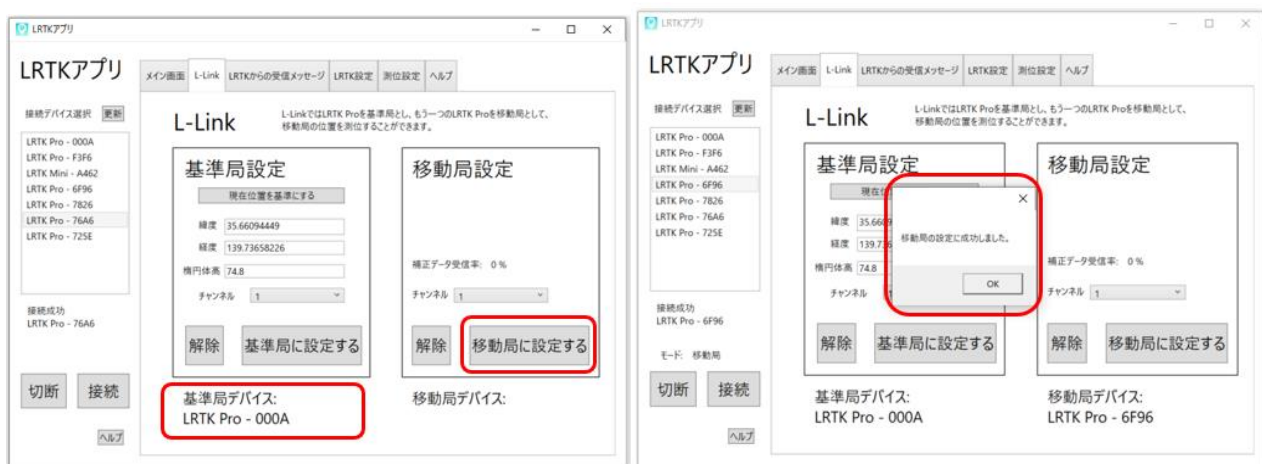 LRTKアプリ
LRTKアプリ
メイン画面 L-Link LRTKからの受信メッセージ LRTK設定 測位設定 ヘルプ
接続デバイス選択 更新
LRTK Pro - 000A
LRTK Pro - F3F6
LRTK Mini - A462
LRTK Pro - 6F96
LRTK Pro - 7826
LRTK Pro - 76A6
LRTK Pro - 725E
接続成功
LRTK Pro - 76A6
切断 接続
ヘルプ
L-Link
L-LinkではLRTK Proを基準局とし、もう一つのLRTK Proを移動局として、
移動局の位置を測位することができます。
基準局設定
現在位置を基準にする
緯度 35.66094449
経度 139.73658226
楕円体高 74.8
チャンネル 1
解除 基準局に設定する
基準局デバイス:
LRTK Pro - 000A
移動局設定
補正データ受信率: 0 %
チャンネル 1
解除 移動局に設定する
移動局デバイス:
LRTKアプリ
LRTKアプリ
メイン画面 L-Link LRTKからの受信メッセージ LRTK設定 測位設定 ヘルプ
接続デバイス選択 更新
LRTK Pro - 000A
LRTK Pro - F3F6
LRTK Mini - A462
LRTK Pro - 6F96
LRTK Pro - 7826
LRTK Pro - 76A6
LRTK Pro - 725E
接続成功
LRTK Pro - 6F96
モード: 移動局
切断 接続
ヘルプ
L-Link
L-LinkではLRTK Proを基準局とし、もう一つのLRTK Proを移動局として、
移動局の位置を測位することができます。
基準局設定
現在
緯度 35.66
経度 139.73
楕円体高 74.8
チャンネル
解除 基準局に設定する
基準局デバイス:
LRTK Pro - 000A
移動局の設定に成功しました。
OK
移動局設定
補正データ受信率: 0 %
チャンネル 1
解除 移動局に設定する
移動局デバイス:
LRTK Pro - 6F96